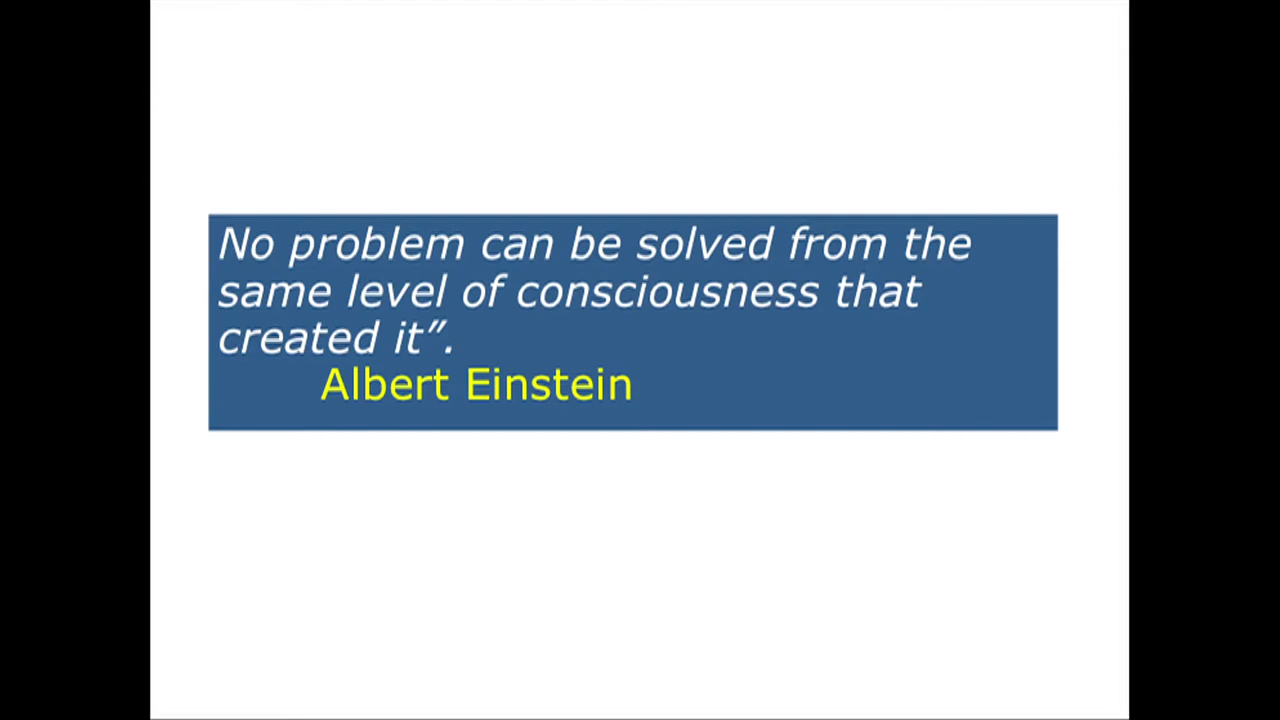 No problem can be solved from the
same level of consciousness that
created it”.
Albert Einstein